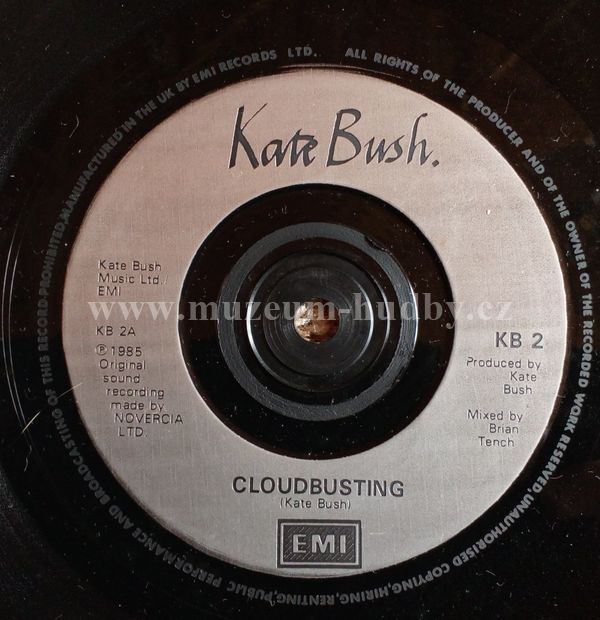 MANUFACTURED IN THE UK BY EMI RECORDS LTD. ALL RIGHTS OF THE PRODUCER AND OF THE OWNER OF THE RECORDED WORK RESERVED. UNAUTHORISED COPYING, HIRING, RENTING, PUBLIC PERFORMANCE AND BROADCASTING OF THIS RECORD PROHIBITED.
Kate Bush.
Kate Bush
Music Ltd./
EMI
www.muzeum-hudby.cz
KB 2A
℗ 1985
Original
sound
recording
made by
NOVERCIA
LTD.
KB 2
Produced by
Kate
Bush
Mixed by
Brian
Tench
CLOUDBUSTING
(Kate Bush)
EMI